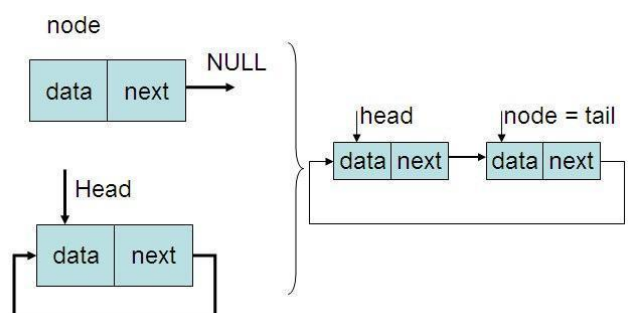 node
NULL
data next
Head
data next
head
node = tail
data next
data next